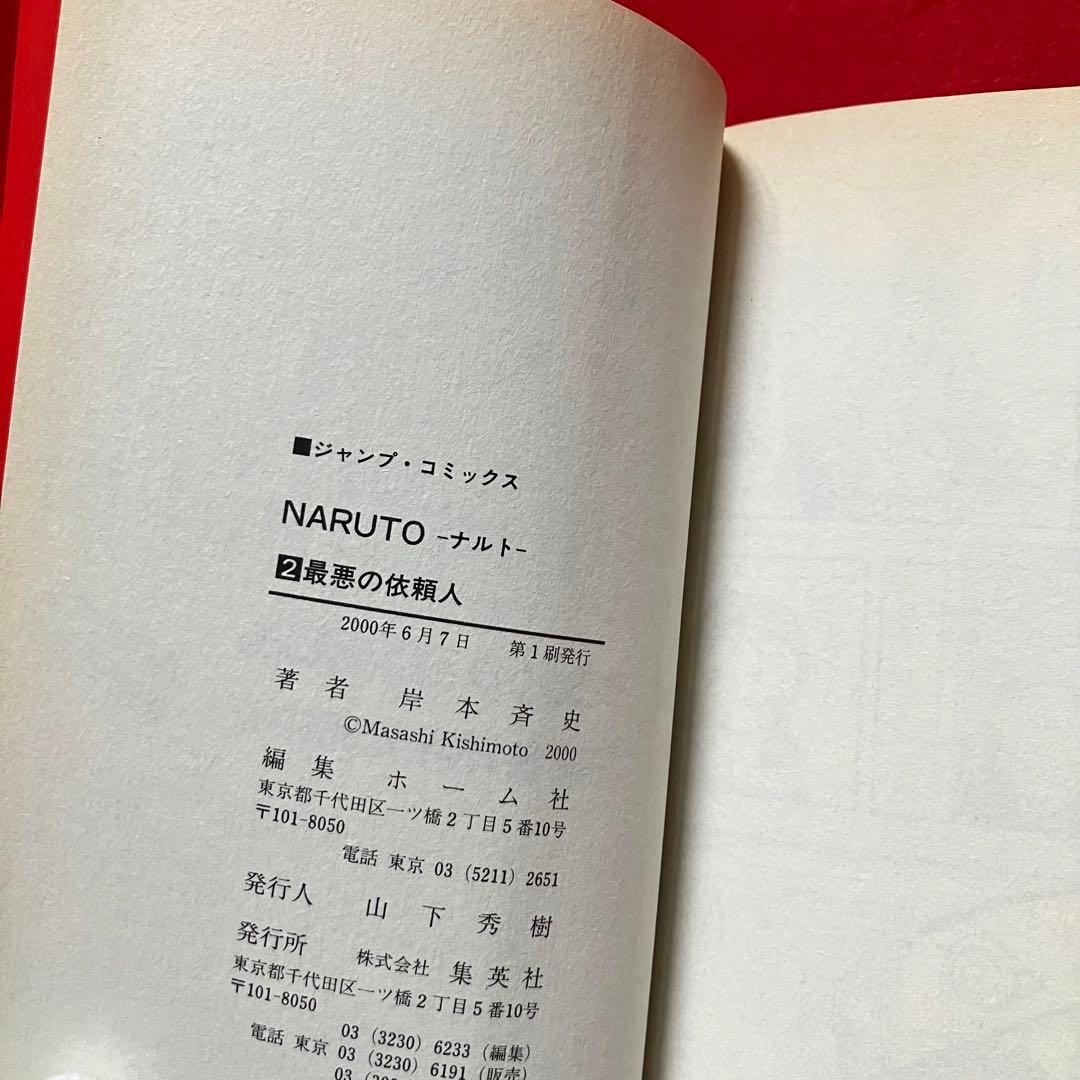 ■ジャンプ・コミックス
NARUTO -ナルト-
2最悪の依頼人
2000年6月7日 第1刷発行
著者 岸本斉史
©Masashi Kishimoto 2000
編集 ホーム社
東京都千代田区一ツ橋2丁目5番10号
〒101-8050
電話 東京 03(5211)2651
発行人 山下秀樹
発行所 株式会社 集英社
東京都千代田区一ツ橋2丁目5番10号
〒101-8050
03(3230)6233(編集)
電話 東京 03(3230)6191(販売)